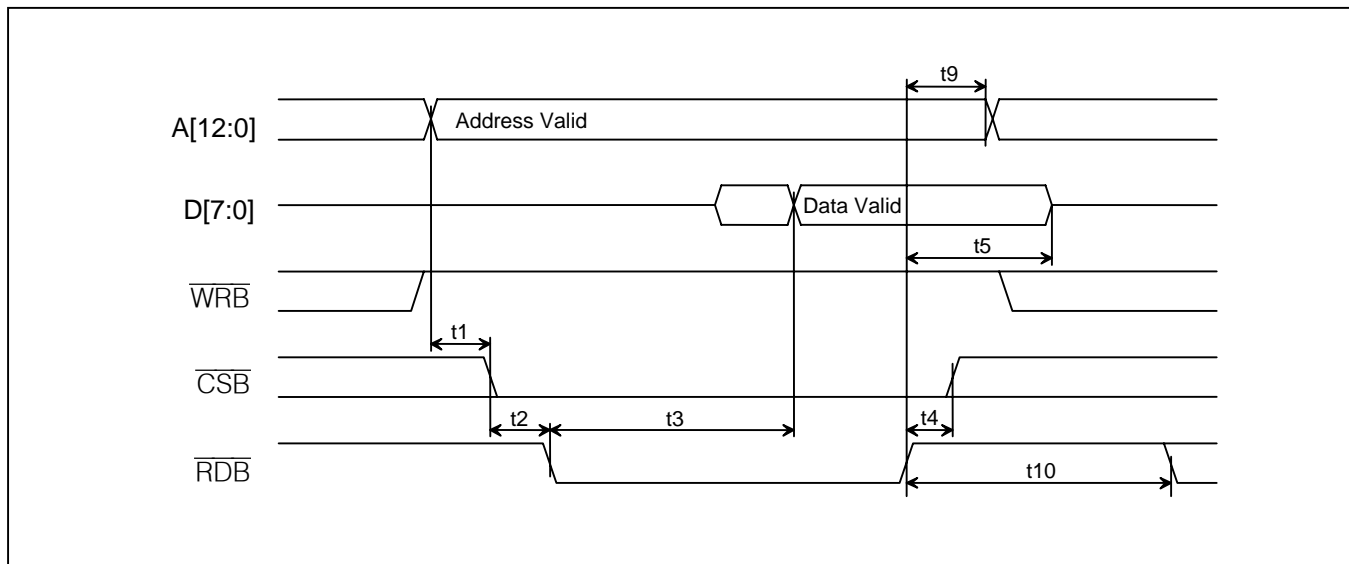 t9
A[12:0] Address Valid
D[7:0] Data Valid
t5
WRB
t1
CSB
t2 t3 t4
RDB
t10